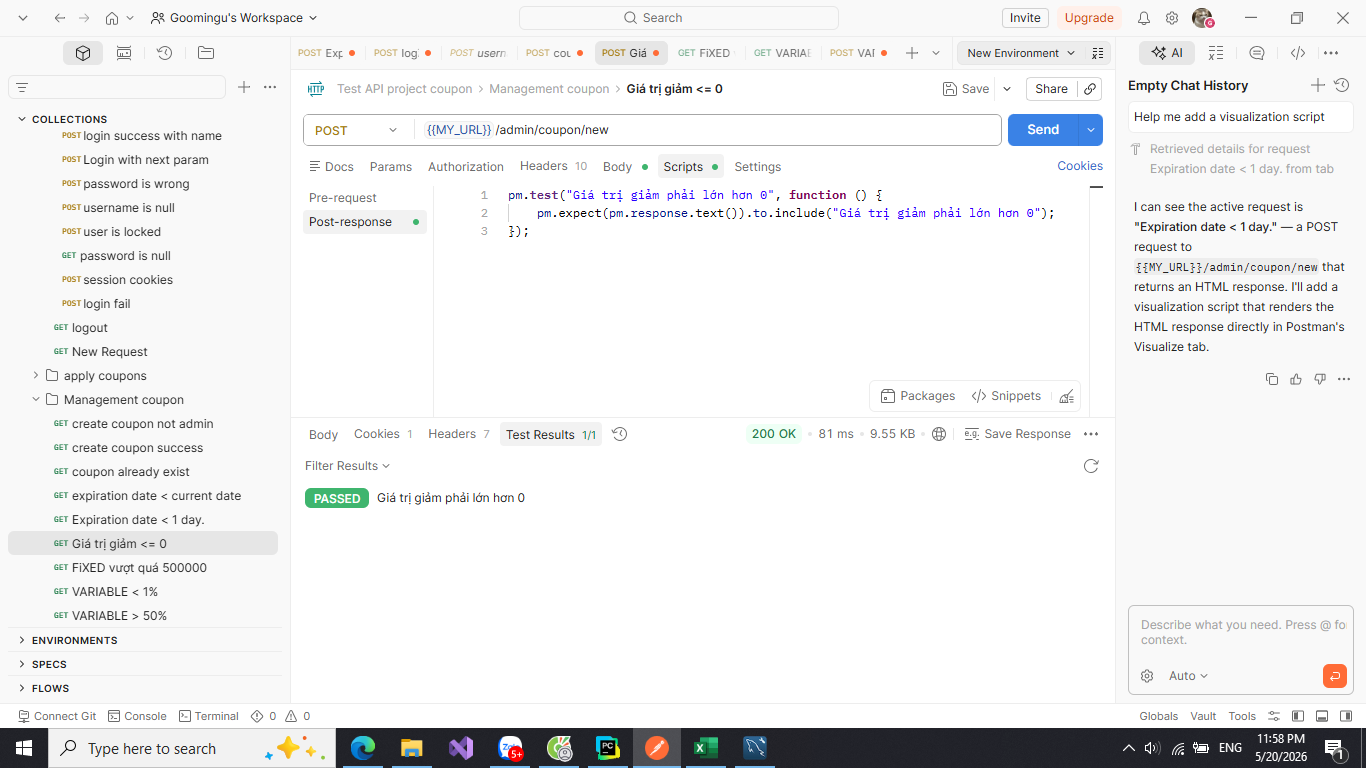 Goomingu's Workspace
Search
Invite
Upgrade
POST Exp
POST log
POST usern
POST cou
POST Giá
GET FiXED
GET VARIAE
POST VAI
New Environment
AI
COLLECTIONS
POST login success with name
POST Login with next param
POST password is wrong
POST username is null
POST user is locked
GET password is null
POST session cookies
POST login fail
GET logout
GET New Request
apply coupons
Management coupon
GET create coupon not admin
GET create coupon success
GET coupon already exist
GET expiration date < current date
GET Expiration date < 1 day.
GET Giá trị giảm <= 0
GET FiXED vượt quá 500000
GET VARIABLE < 1%
GET VARIABLE > 50%
ENVIRONMENTS
SPECS
FLOWS
HTTP Test API project coupon > Management coupon > Giá trị giảm <= 0
Save
Share
POST
{{MY_URL}} /admin/coupon/new
Send
Docs Params Authorization Headers 10 Body Scripts Settings
Cookies
Pre-request
Post-response
1 pm.test("Giá trị giảm phải lớn hơn 0", function () {
2 pm.expect(pm.response.text()).to.include("Giá trị giảm phải lớn hơn 0");
3 });
Packages
</> Snippets
Body Cookies 1 Headers 7 Test Results 1/1
200 OK • 81 ms • 9.55 KB
e.g. Save Response
Filter Results
PASSED Giá trị giảm phải lớn hơn 0
Empty Chat History
Help me add a visualization script
Retrieved details for request
Expiration date < 1 day. from tab
I can see the active request is
"Expiration date < 1 day." — a POST
request to
{{MY_URL}}/admin/coupon/new that
returns an HTML response. I'll add a
visualization script that renders the
HTML response directly in Postman's
Visualize tab.
Describe what you need. Press @ for
context.
Auto
Connect Git
Console
Terminal
0
0
Globals
Vault
Tools
Type here to search
5+
PC
ENG
11:58 PM
5/20/2026
1